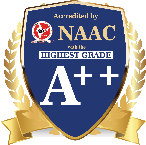 Accredited by
NAAC
with the
HIGHEST GRADE
A++